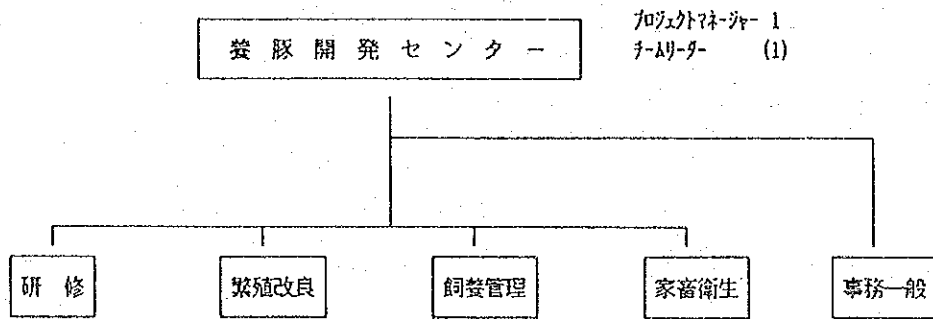 養豚開発センター
プロジェクトマネージャー 1
チームリーダー (1)
研修
繁殖改良
飼養管理
家畜衛生
事務一般